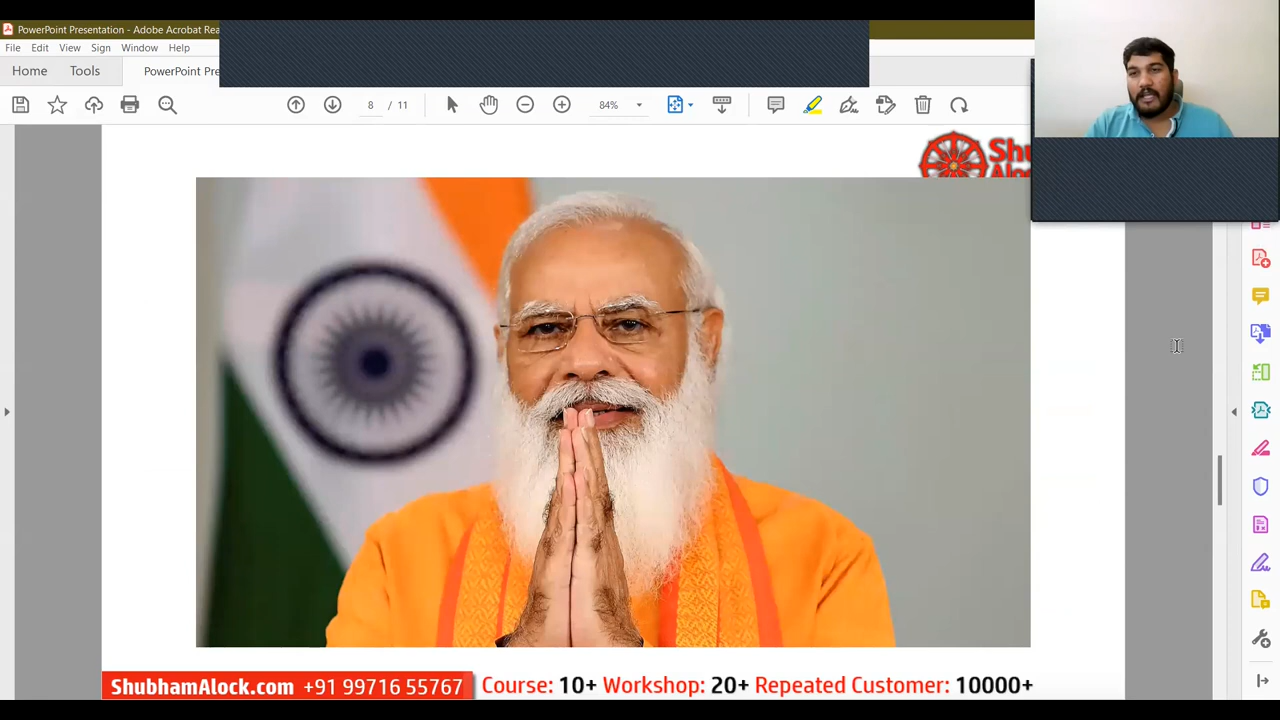 PowerPoint Presentation - Adobe Acrobat Rea
File Edit View Sign Window Help
Home Tools PowerPoint Pre
8 / 11 84%
ShubhamAlock.com +91 99716 55767 Course: 10+ Workshop: 20+ Repeated Customer: 10000+